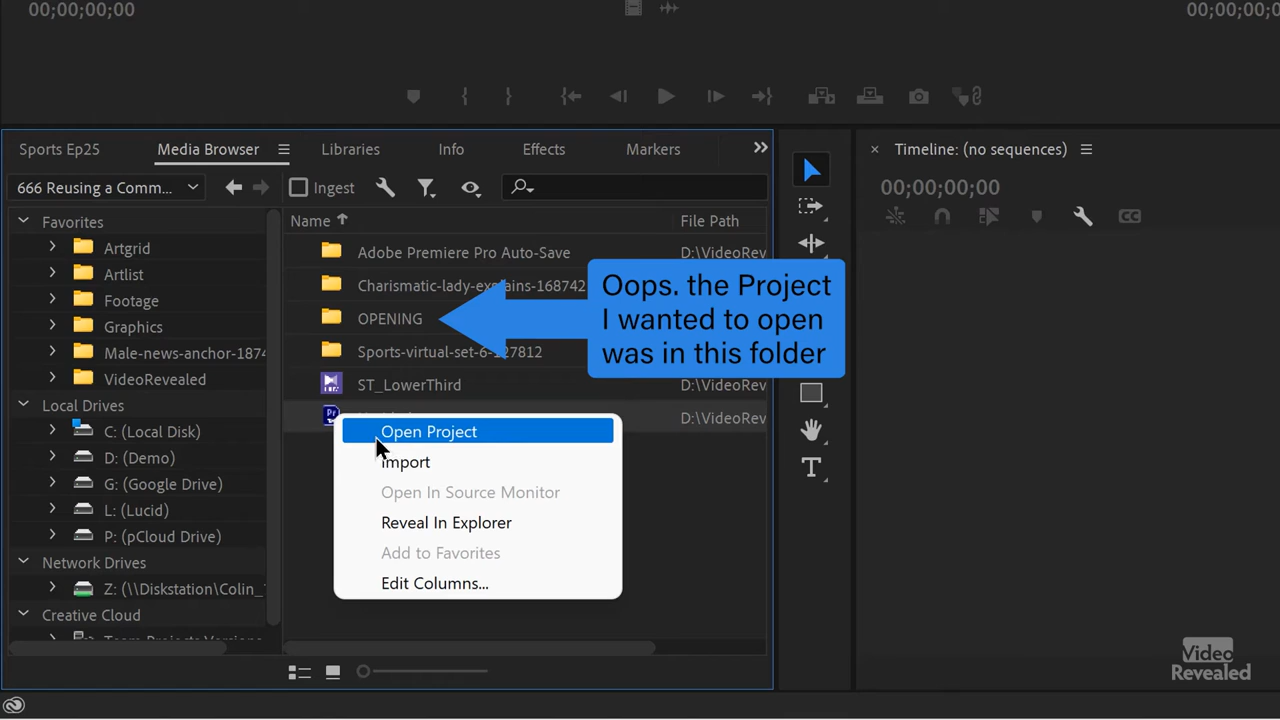 00;00;00;00
00;00;00;0
Sports Ep25
Media Browser
Libraries
Info
Effects
Markers
Timeline: (no sequences)
666 Reusing a Comm...
Ingest
00;00;00;00
Favorites
Artgrid
Artlist
Footage
Graphics
Male-news-anchor-1874
VideoRevealed
Local Drives
C: (Local Disk)
D: (Demo)
G: (Google Drive)
L: (Lucid)
P: (pCloud Drive)
Network Drives
Z: (\\Diskstation\Colin_
Creative Cloud
Name
File Path
Adobe Premiere Pro Auto-Save
D:\VideoRev
Charismatic-lady-explains-168742
OPENING
Sports-virtual-set-6-127812
ST_LowerThird
D:\VideoRev
Pr
D:\VideoRev
Oops. the Project
I wanted to open
was in this folder
Open Project
Import
Open In Source Monitor
Reveal In Explorer
Add to Favorites
Edit Columns...
CC
T
Video
Revealed